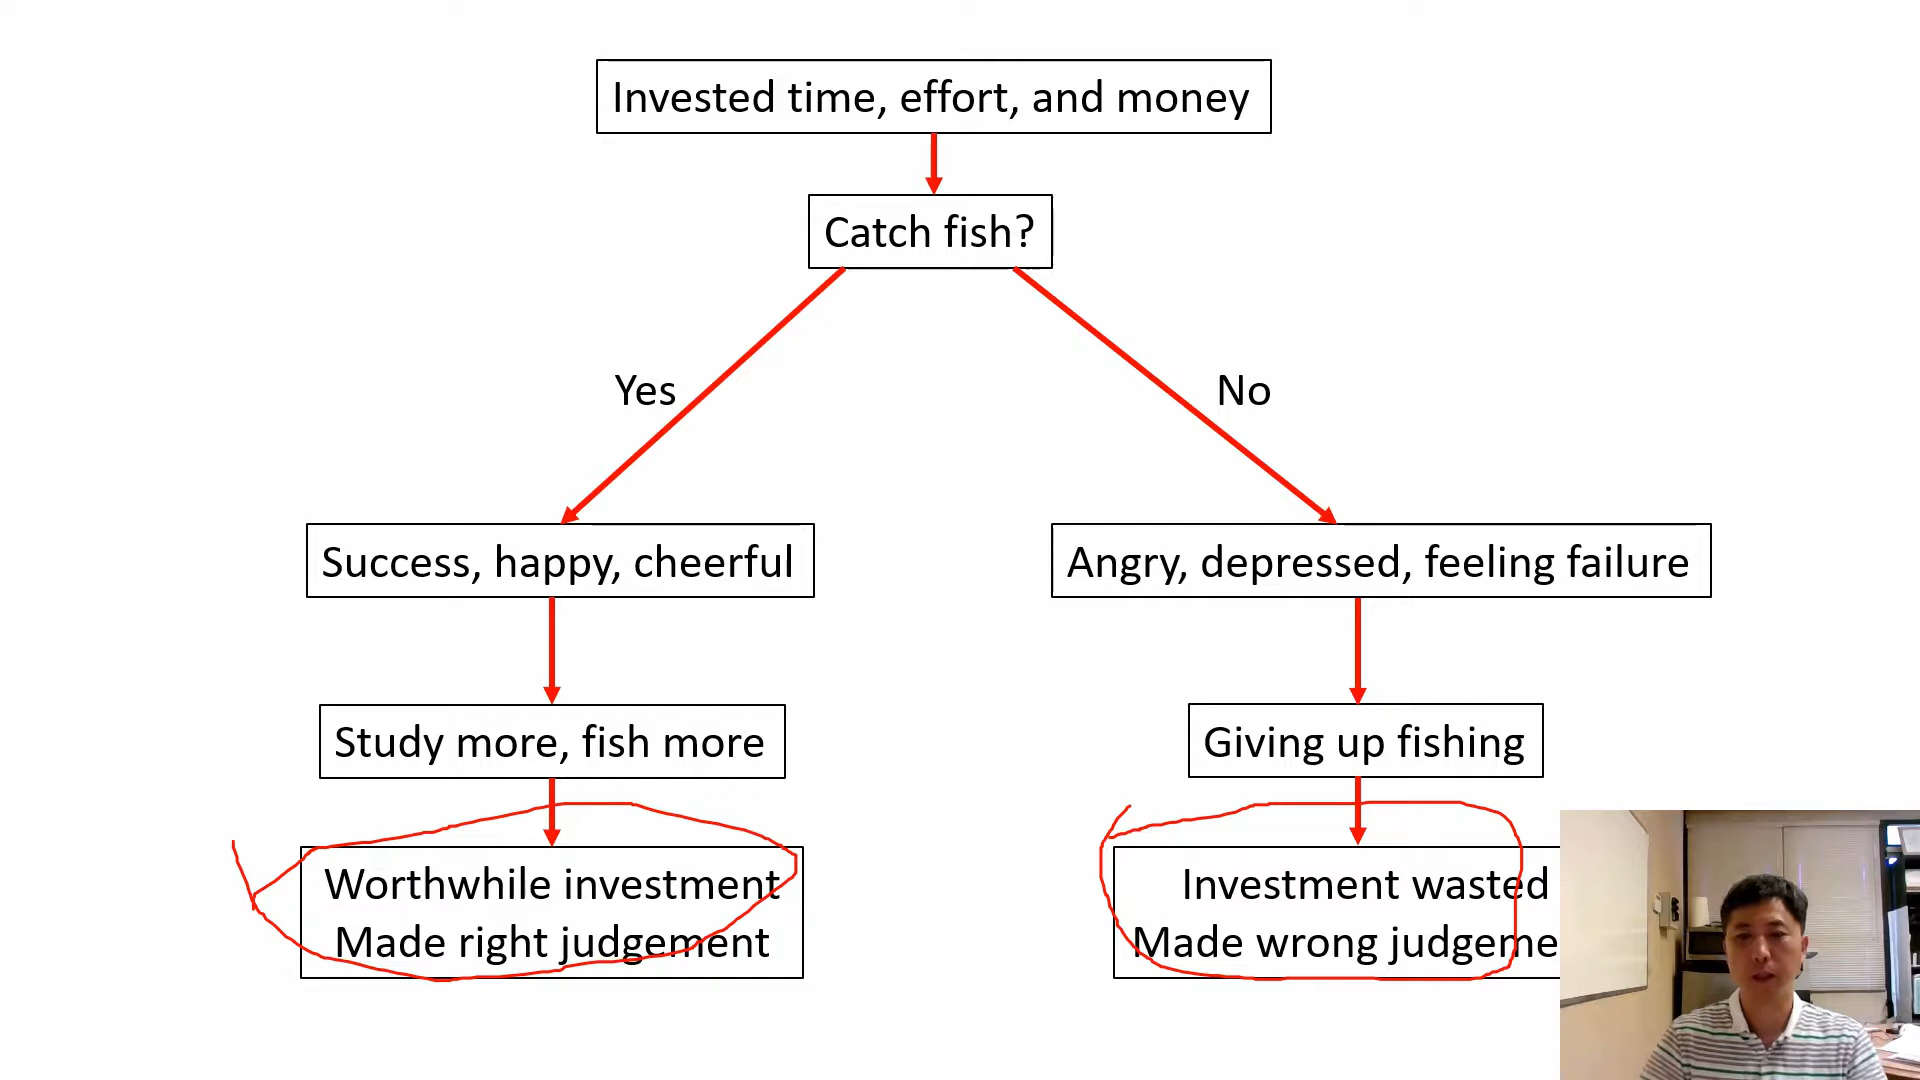 Invested time, effort, and money
Catch fish?
Yes
No
Success, happy, cheerful
Angry, depressed, feeling failure
Study more, fish more
Giving up fishing
Worthwhile investment
Made right judgement
Investment wasted
Made wrong judgeme